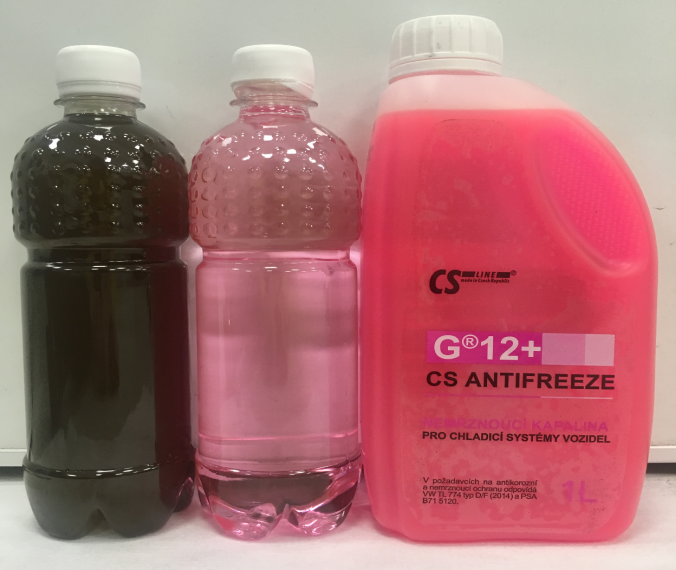 CS LINE®
made in Czech Republic
G®12+
CS ANTIFREEZE
NEMRZNOUCÍ KAPALINA
PRO CHLADICÍ SYSTÉMY VOZIDEL
V požadavcích na antikorozní
a nemrznoucí ochranu odpovídá
VW TL 774 typ D/F (2014) a PSA
B71 5120.
1L